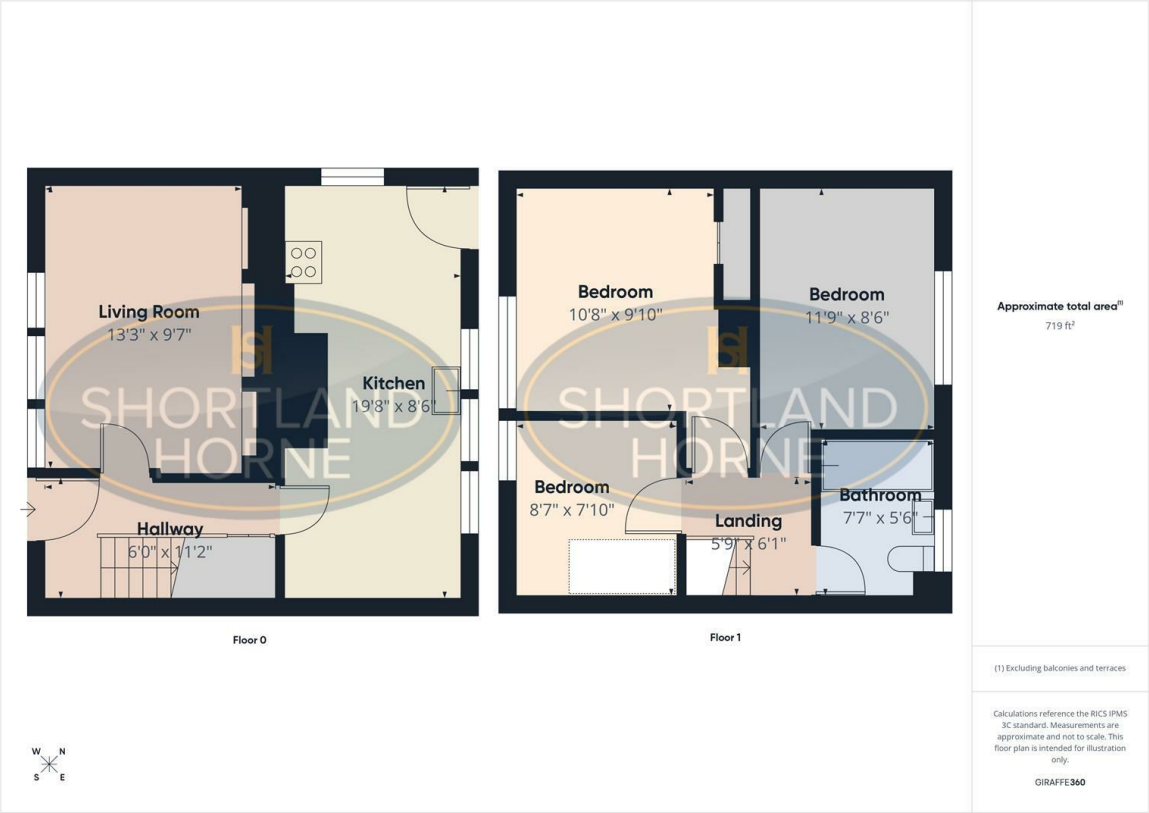 Living Room
13'3" x 9'7"
Kitchen
19'8" x 8'6"
Hallway
6'0" x 11'2"
Floor 0
Bedroom
10'8" x 9'10"
Bedroom
11'9" x 8'6"
Bedroom
8'7" x 7'10"
Landing
5'9" x 6'1"
Bathroom
7'7" x 5'6"
Floor 1
SHORTLAND
HORNE
SHORTLAND
HORNE
W N
S E
Approximate total area(1)
719 ft²
(1) Excluding balconies and terraces
Calculations reference the RICS IPMS
3C standard. Measurements are
approximate and not to scale. This
floor plan is intended for illustration
only.
GIRAFFE360